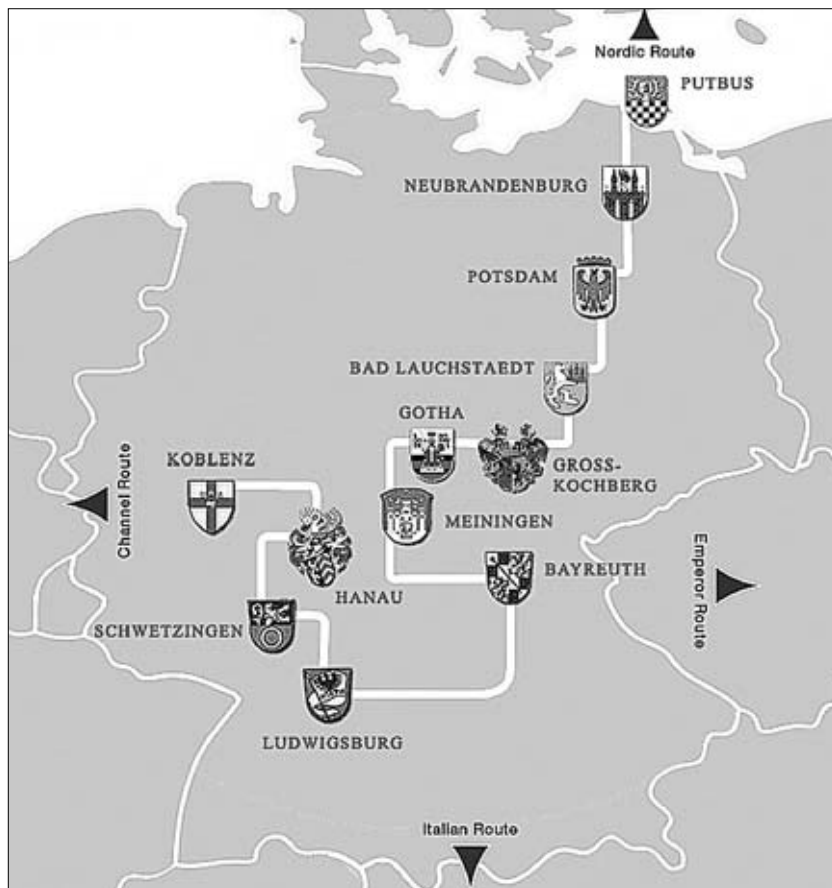 Nordic Route
PUTBUS
NEUBRANDENBURG
POTSDAM
BAD LAUCHSTAEDT
GOTHA
GROSS-
KOCHBERG
KOBLENZ
MEININGEN
Channel Route
BAYREUTH
Emperor Route
HANAU
SCHWETZINGEN
LUDWIGSBURG
Italian Route